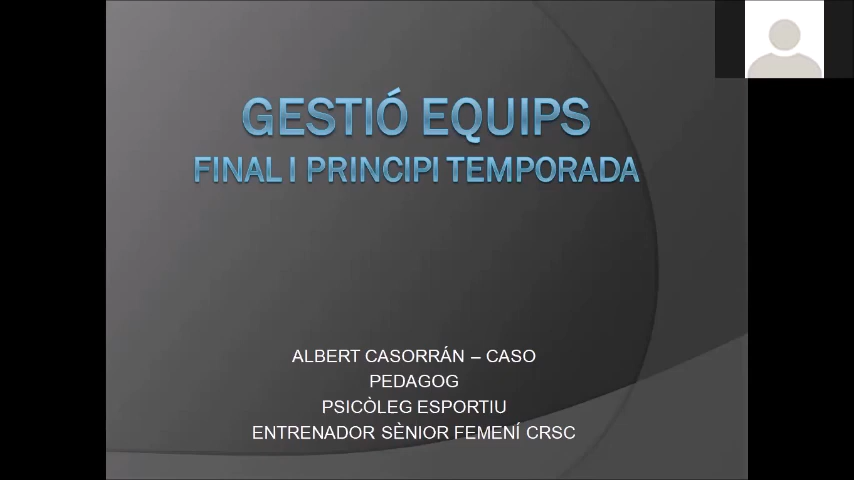 GESTIÓ EQUIPS
FINAL I PRINCIPI TEMPORADA
ALBERT CASORRÁN – CASO
PEDAGOG
PSICÒLEG ESPORTIU
ENTRENADOR SÈNIOR FEMENÍ CRSC